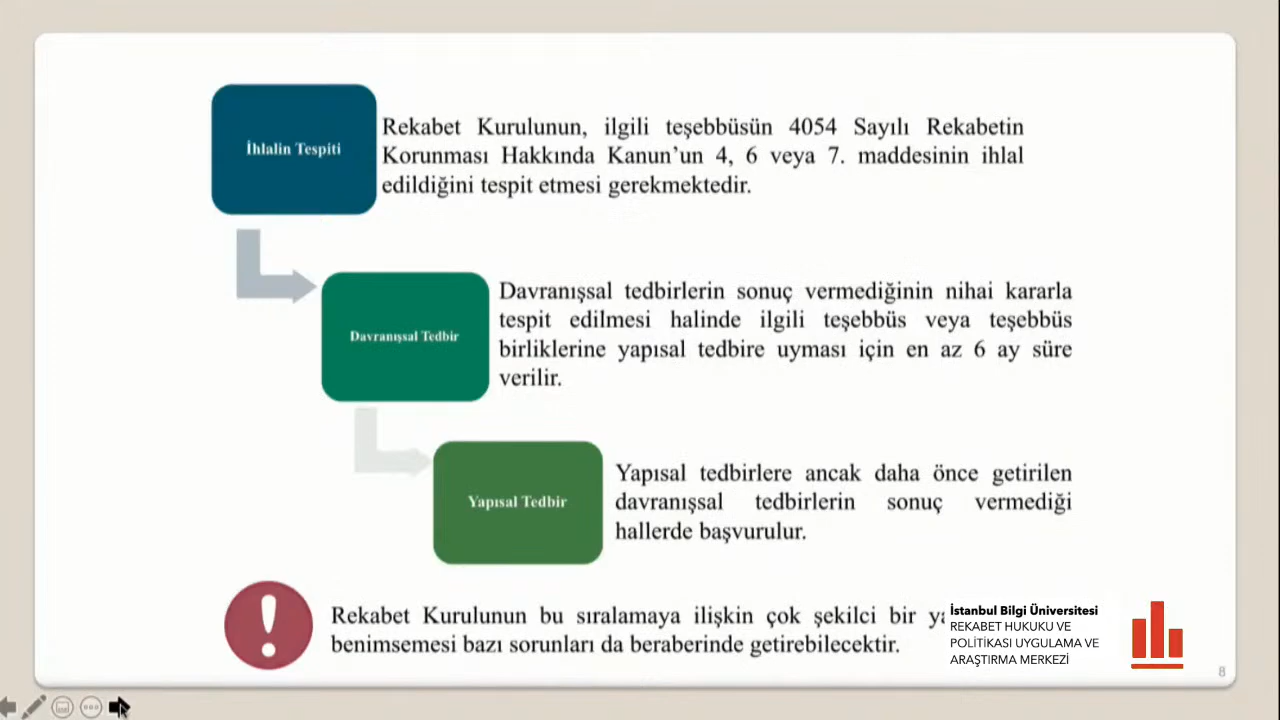 İhlalin Tespiti
Rekabet Kurulunun, ilgili teşebbüsün 4054 Sayılı Rekabetin
Korunması Hakkında Kanun’un 4, 6 veya 7. maddesinin ihlal
edildiğini tespit etmesi gerekmektedir.
Davranışsal Tedbir
Davranışsal tedbirlerin sonuç vermediğinin nihai kararla
tespit edilmesi halinde ilgili teşebbüs veya teşebbüs
birliklerine yapısal tedbire uyması için en az 6 ay süre
verilir.
Yapısal Tedbir
Yapısal tedbirlere ancak daha önce getirilen
davranışsal tedbirlerin sonuç vermediği
hallerde başvurulur.
Rekabet Kurulunun bu sıralamaya ilişkin çok şekilci bir
benimsemesi bazı sorunları da beraberinde getirebilecektir.
İstanbul Bilgi Üniversitesi
REKABET HUKUKU VE
POLİTİKASI UYGULAMA VE
ARAŞTIRMA MERKEZİ
8